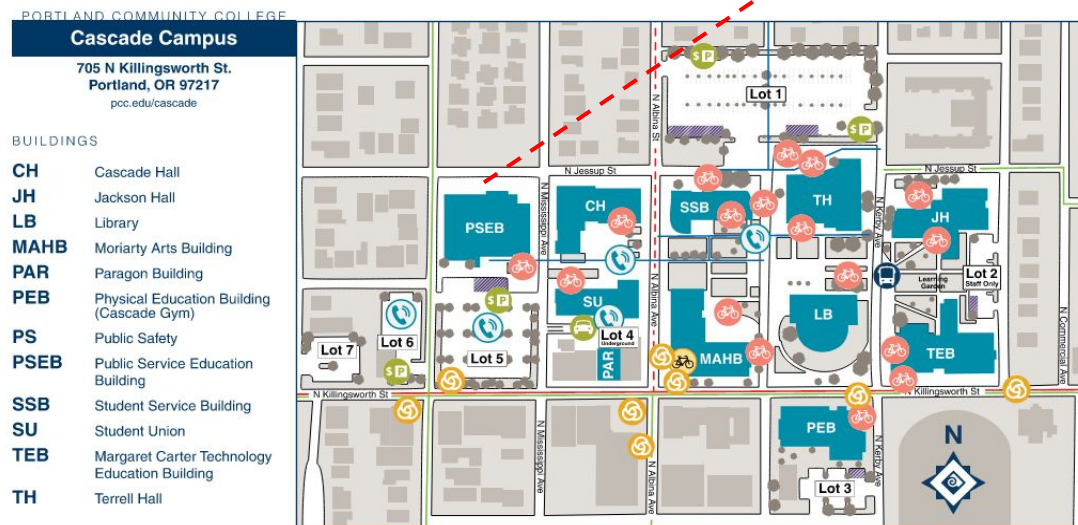 PORTLAND COMMUNITY COLLEGE
Cascade Campus
705 N Killingsworth St.
Portland, OR 97217
pcc.edu/cascade
BUILDINGS
CH Cascade Hall
JH Jackson Hall
LB Library
MAHB Moriarty Arts Building
PAR Paragon Building
PEB Physical Education Building
(Cascade Gym)
PS Public Safety
PSEB Public Service Education
Building
SSB Student Service Building
SU Student Union
TEB Margaret Carter Technology
Education Building
TH Terrell Hall
$ P
Lot 1
N Albina St
$ P
N Jessup St
N Jessup St
PSEB
N Mississippi Ave
CH
SSB
TH
N Kerby Ave
JH
Learning
Garden
Lot 2
Staff Only
N Commercial Ave
$ P
SU
N Albina Ave
LB
Lot 7
Lot 6
Lot 5
Lot 4
Underground
PAR
MAHB
TEB
$ P
N Killingsworth St
N Killingsworth St
N Mississippi Ave
N Albina Ave
PEB
N Kerby Ave
Lot 3
N